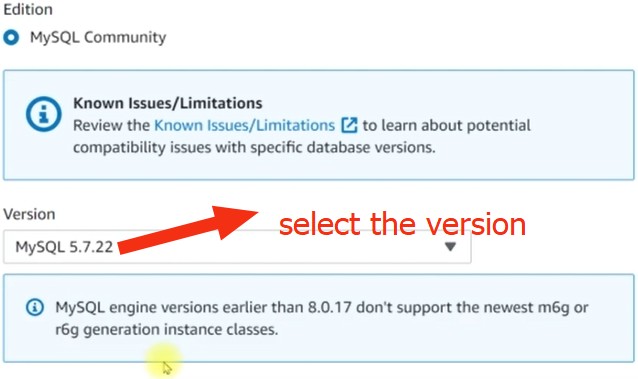 Edition
MySQL Community
Known Issues/Limitations
Review the Known Issues/Limitations to learn about potential
compatibility issues with specific database versions.
Version
select the version
MySQL 5.7.22
MySQL engine versions earlier than 8.0.17 don't support the newest m6g or
r6g generation instance classes.